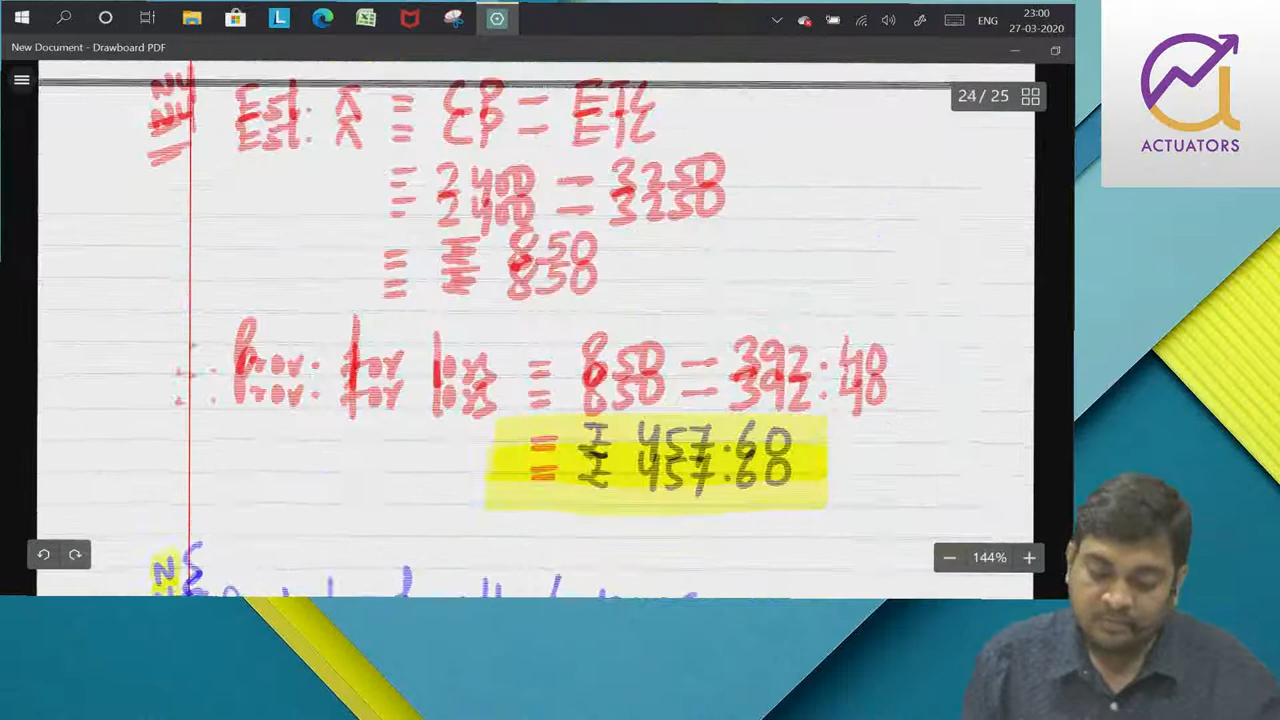 23:00
ENG
27-03-2020
New Document - Drawboard PDF
24 / 25
ACTUATORS
Est. = CP - ETC
= 2400 - 3250
= 850
Prov. for loss = 850 - 392.40
= ₹ 457.60
144%